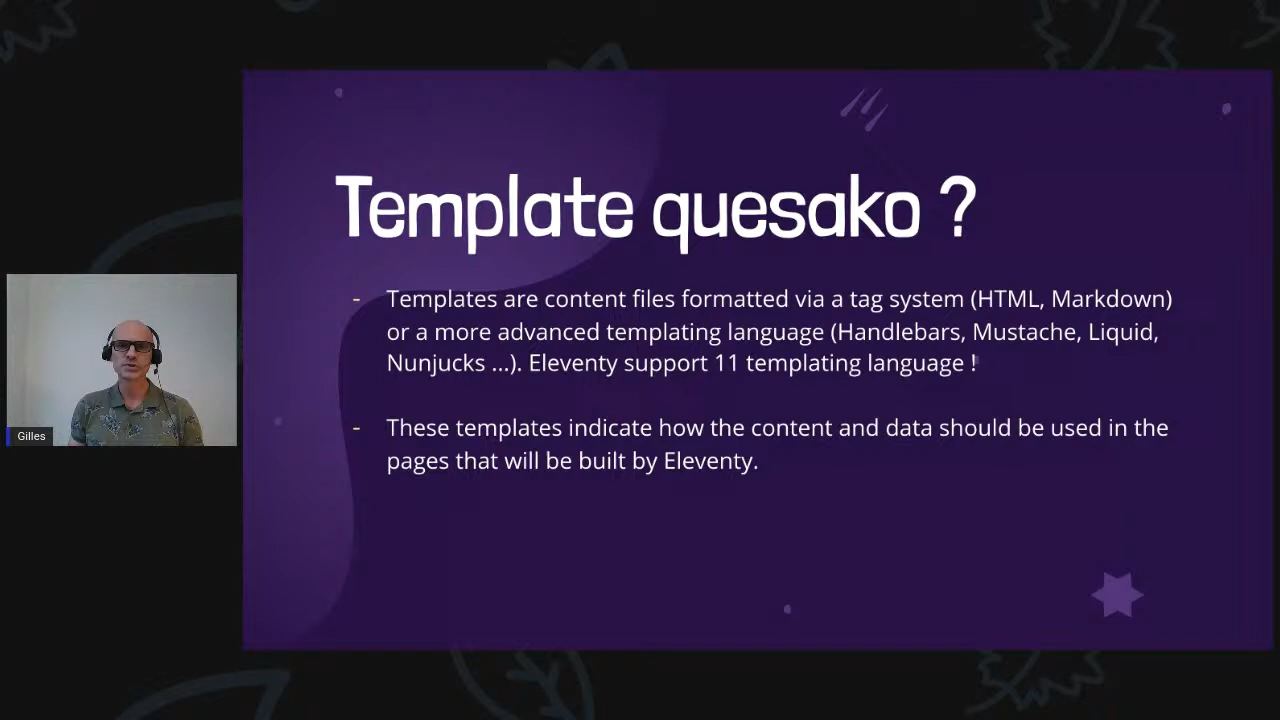 Template quesako ?
- Templates are content files formatted via a tag system (HTML, Markdown)
or a more advanced templating language (Handlebars, Mustache, Liquid,
Nunjucks ...). Eleventy support 11 templating language !
- These templates indicate how the content and data should be used in the
pages that will be built by Eleventy.
Gilles